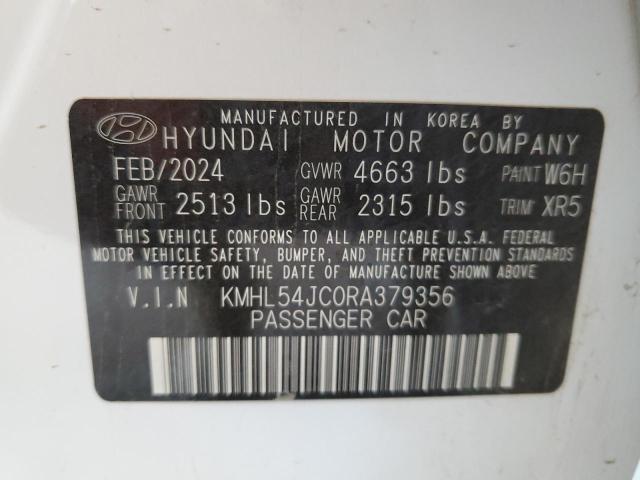 MANUFACTURED IN KOREA BY
HYUNDAI MOTOR COMPANY
FEB/2024 GVWR 4663 lbs PAINT W6H
GAWR FRONT 2513 lbs GAWR REAR 2315 lbs TRIM XR5
THIS VEHICLE CONFORMS TO ALL APPLICABLE U.S.A. FEDERAL
MOTOR VEHICLE SAFETY, BUMPER, AND THEFT PREVENTION STANDARDS
IN EFFECT ON THE DATE OF MANUFACTURE SHOWN ABOVE.
V.I.N KMHL54JC0RA379356
PASSENGER CAR